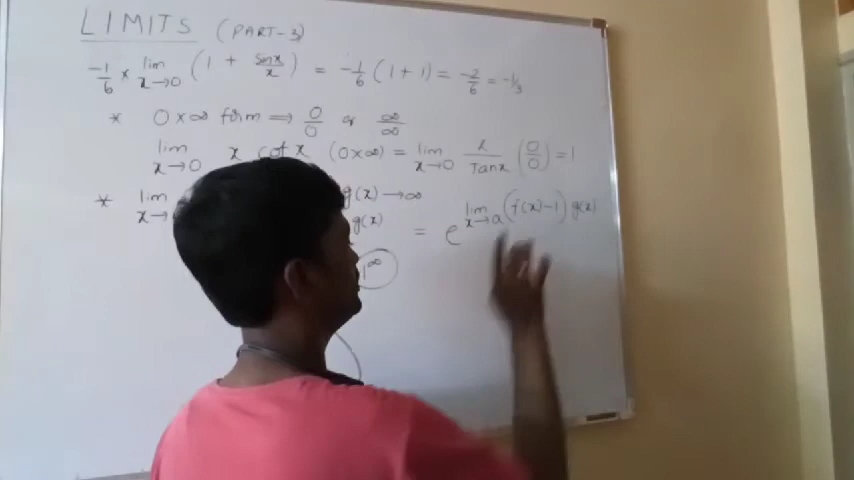 LIMITS (PART-3)
-1/6 × lim x→0 (1 + sinx/x) = -1/6 (1+1) = -2/6 = -1/3
* 0×∞ form ⟹ 0/0 or ∞/∞
lim x→0 x cot x (0×∞) = lim x→0 x/Tanx (0/0) = 1
* lim x→ g(x)→∞
g(x) = e^{lim x→a (f(x)-1) g(x)}
1^∞